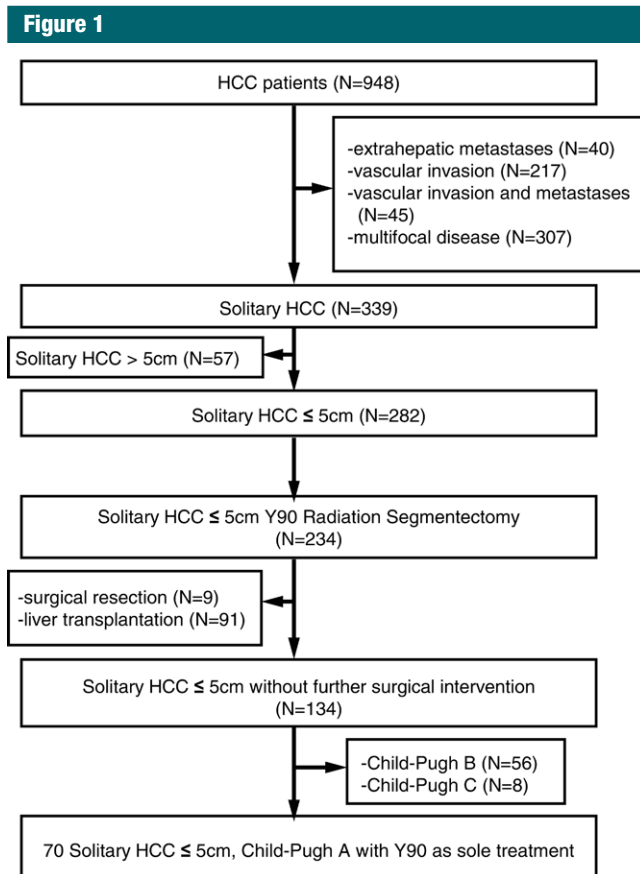 Figure 1
HCC patients (N=948)
-extrahepatic metastases (N=40)
-vascular invasion (N=217)
-vascular invasion and metastases
(N=45)
-multifocal disease (N=307)
Solitary HCC (N=339)
Solitary HCC > 5cm (N=57)
Solitary HCC ≤ 5cm (N=282)
Solitary HCC ≤ 5cm Y90 Radiation Segmentectomy
(N=234)
-surgical resection (N=9)
-liver transplantation (N=91)
Solitary HCC ≤ 5cm without further surgical intervention
(N=134)
-Child-Pugh B (N=56)
-Child-Pugh C (N=8)
70 Solitary HCC ≤ 5cm, Child-Pugh A with Y90 as sole treatment